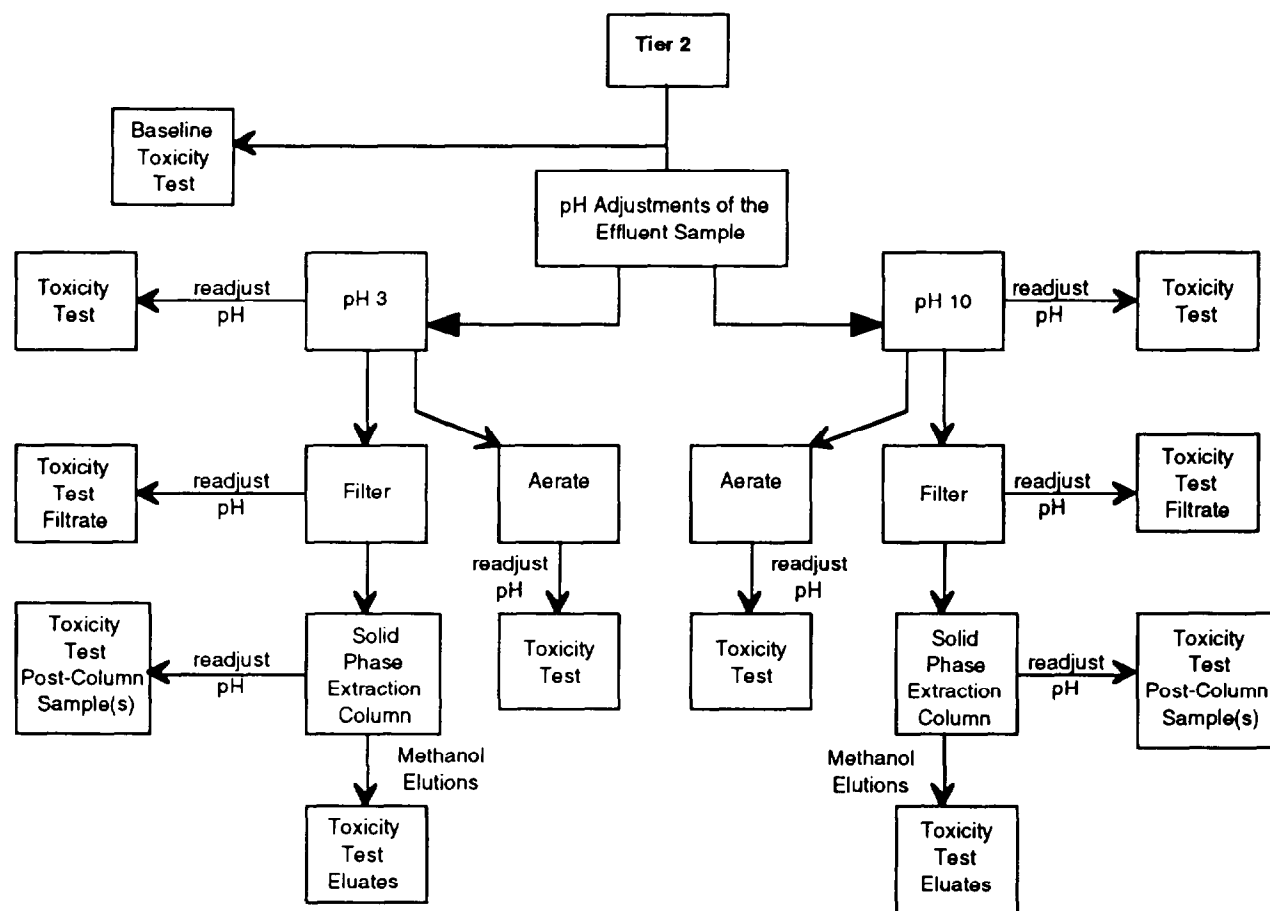 Tier 2
Baseline
Toxicity
Test
pH Adjustments of the
Effluent Sample
Toxicity
Test
readjust
pH
pH 3
pH 10
readjust
pH
Toxicity
Test
Toxicity
Test
Filtrate
readjust
pH
Filter
Aerate
Aerate
Filter
readjust
pH
Toxicity
Test
Filtrate
readjust
pH
readjust
pH
Toxicity
Test
Post-Column
Sample(s)
readjust
pH
Solid
Phase
Extraction
Column
Toxicity
Test
Toxicity
Test
Solid
Phase
Extraction
Column
readjust
pH
Toxicity
Test
Post-Column
Sample(s)
Methanol
Elutions
Methanol
Elutions
Toxicity
Test
Eluates
Toxicity
Test
Eluates